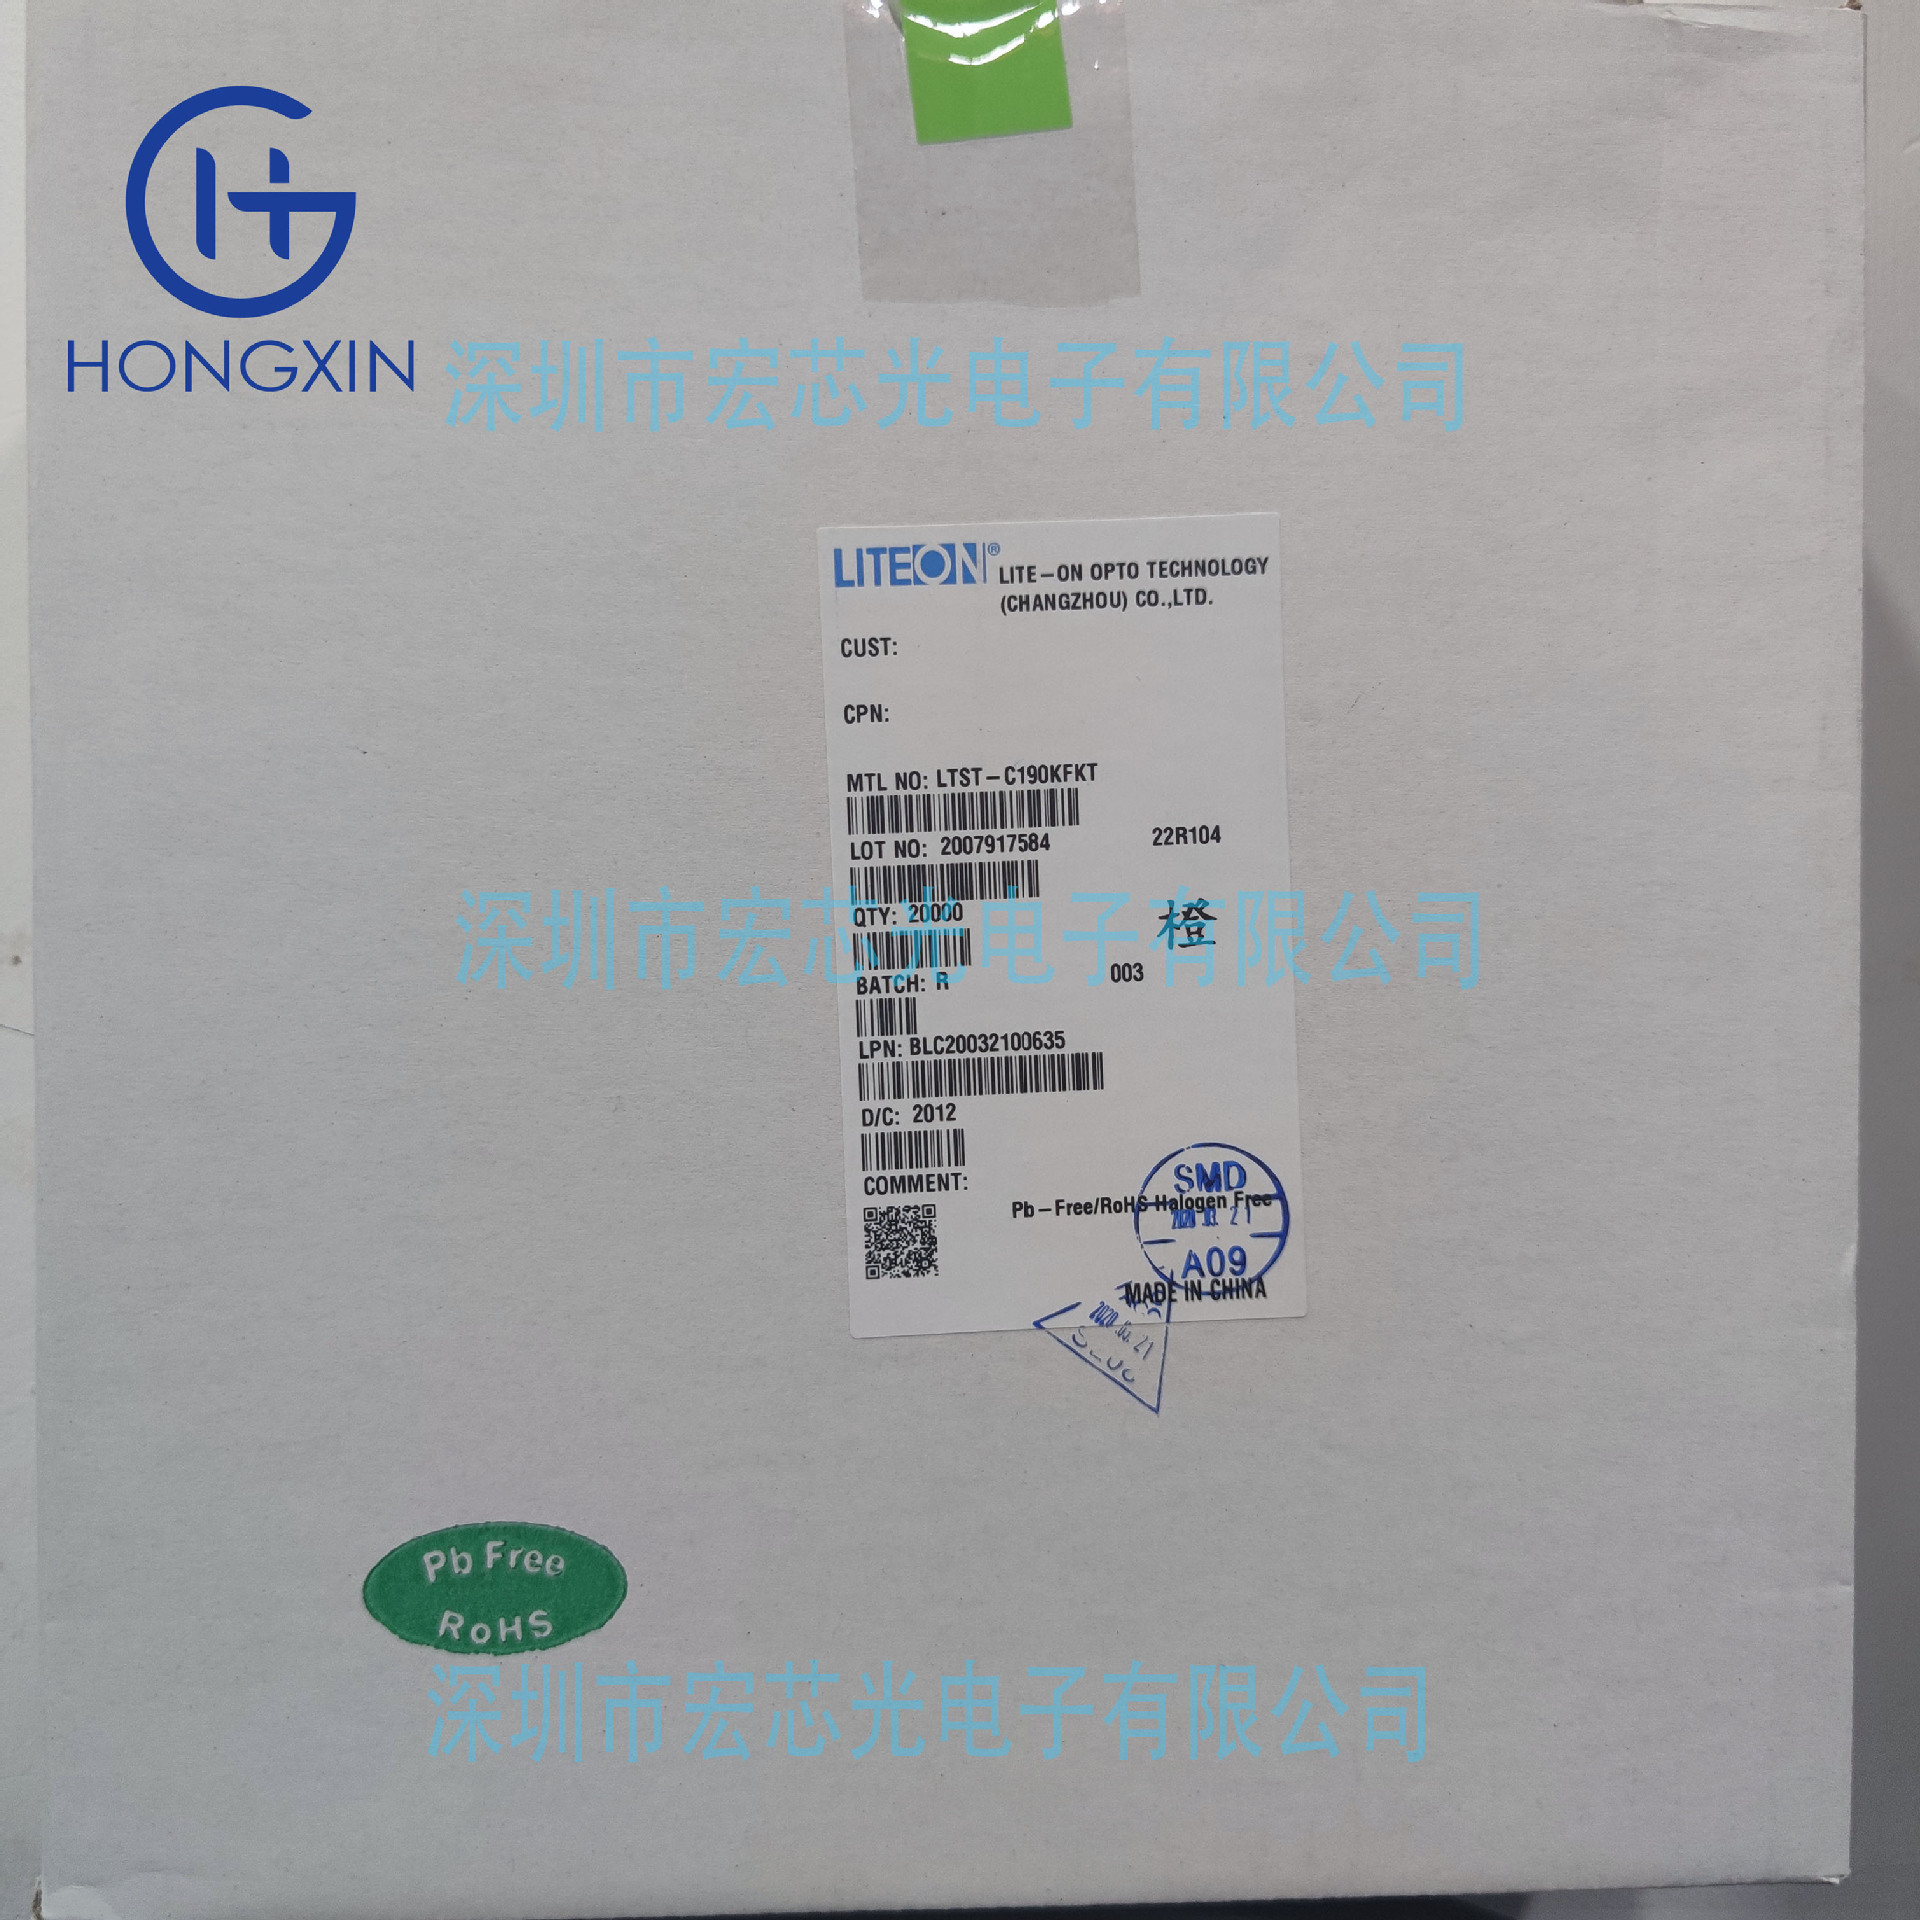 HONGXIN
深圳市宏芯光电子有限公司
LITEON® LITE-ON OPTO TECHNOLOGY
(CHANGZHOU) CO.,LTD.
CUST:
CPN:
MTL NO: LTST-C190KFKT
LOT NO: 2007917584 22R104
深圳市宏芯光电子有限公司
QTY: 20000 橙
BATCH: R 003
LPN: BLC20032100635
D/C: 2012
COMMENT:
SMD
Pb-Free/RoHS Halogen Free
A09
MADE IN CHINA
Pb Free
RoHS
深圳市宏芯光电子有限公司